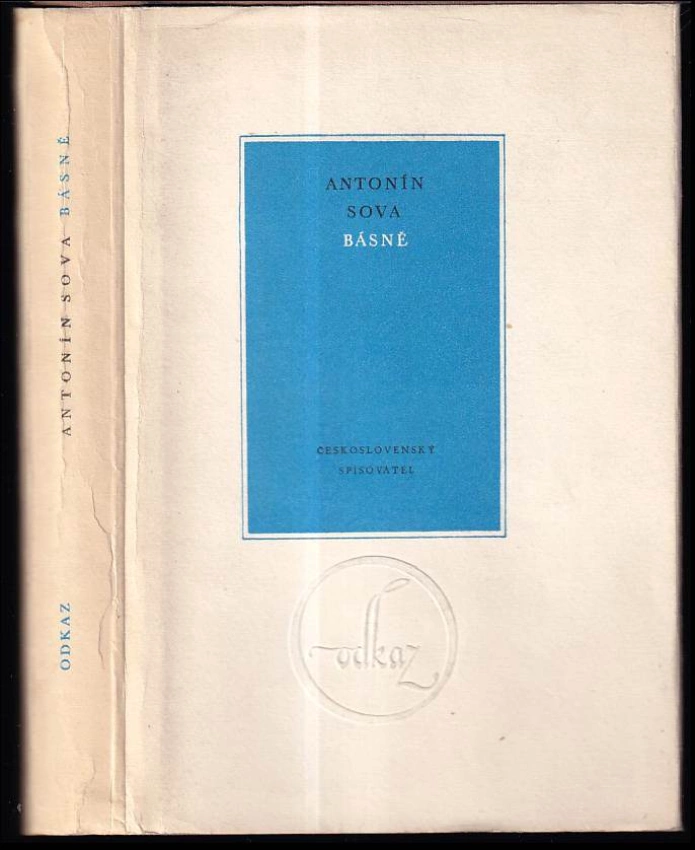 ANTONÍN SOVA BÁSNĚ
ODKAZ
ANTONÍN
SOVA
BÁSNĚ
ČESKOSLOVENSKÝ
SPISOVATEL
odkaz